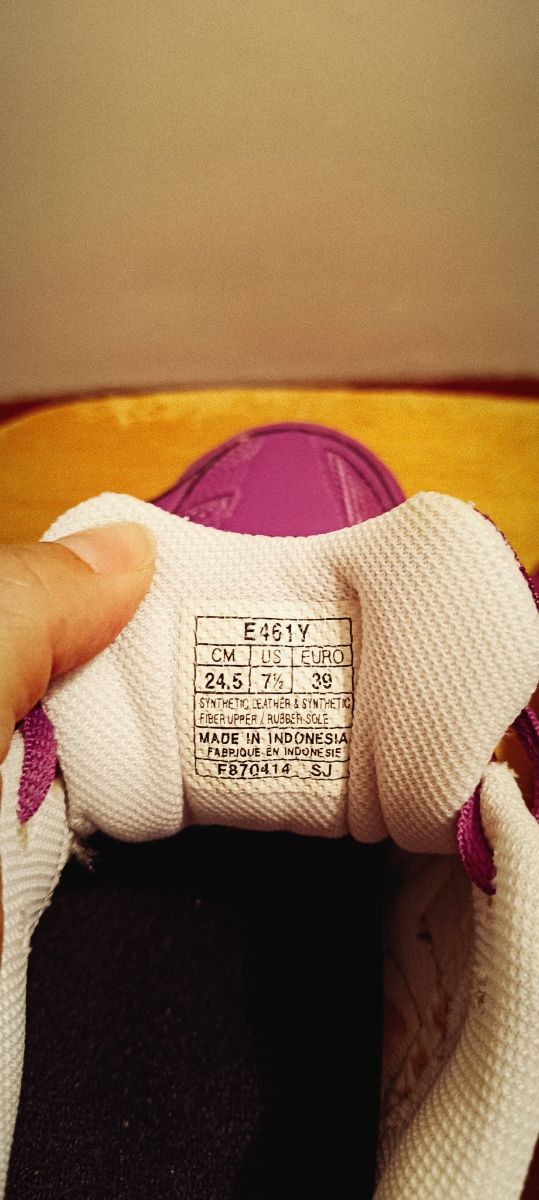 E461Y
CM US EURO
24.5 7½ 39
SYNTHETIC LEATHER & SYNTHETIC
FIBER UPPER / RUBBER SOLE
MADE IN INDONESIA
FABRIQUE EN INDONESIE
F870414 SJ